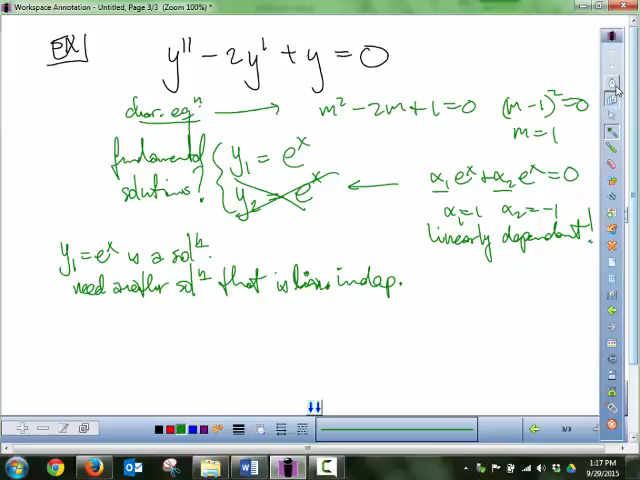 Workspace Annotation - Untitled, Page 3/3 (Zoom 200%) *
EX1 y'' - 2y' + y = 0
char. eqⁿ → m² - 2m + 1 = 0 (m - 1)² = 0
m = 1
fundamental
solutions?
y₁ = eˣ
y₂ = eˣ
← α₁eˣ + α₂eˣ = 0
α₁ = 1 α₂ = -1
linearly dependent!
y₁ = eˣ is a solⁿ.
need another solⁿ that is lin. indep.
3/3
1:17 PM
9/29/2015